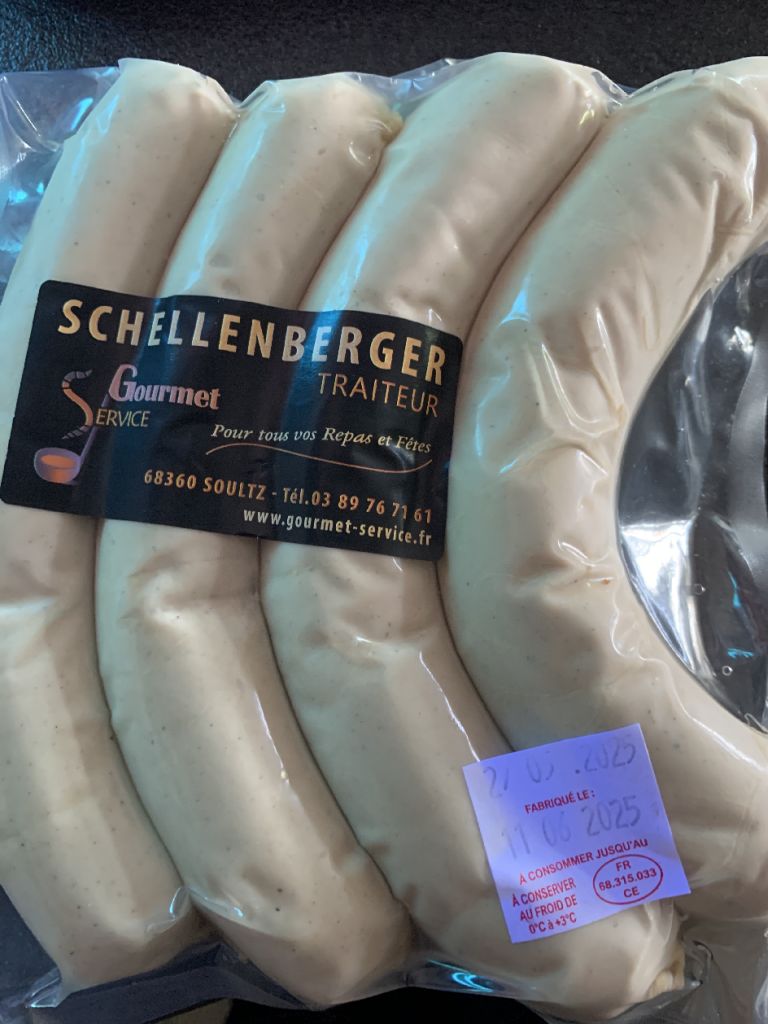 SCHELLENBERGER
TRAITEUR
Gourmet
SERVICE
Pour tous vos Repas et Fêtes
68360 SOULTZ - Tél. 03 89 76 71 61
www.gourmet-service.fr
05 .2025
FABRIQUÉ LE :
11 06 2025
A CONSOMMER JUSQU'AU
À CONSERVER
AU FROID DE
0°C à +3°C
FR
68.315.033
CE